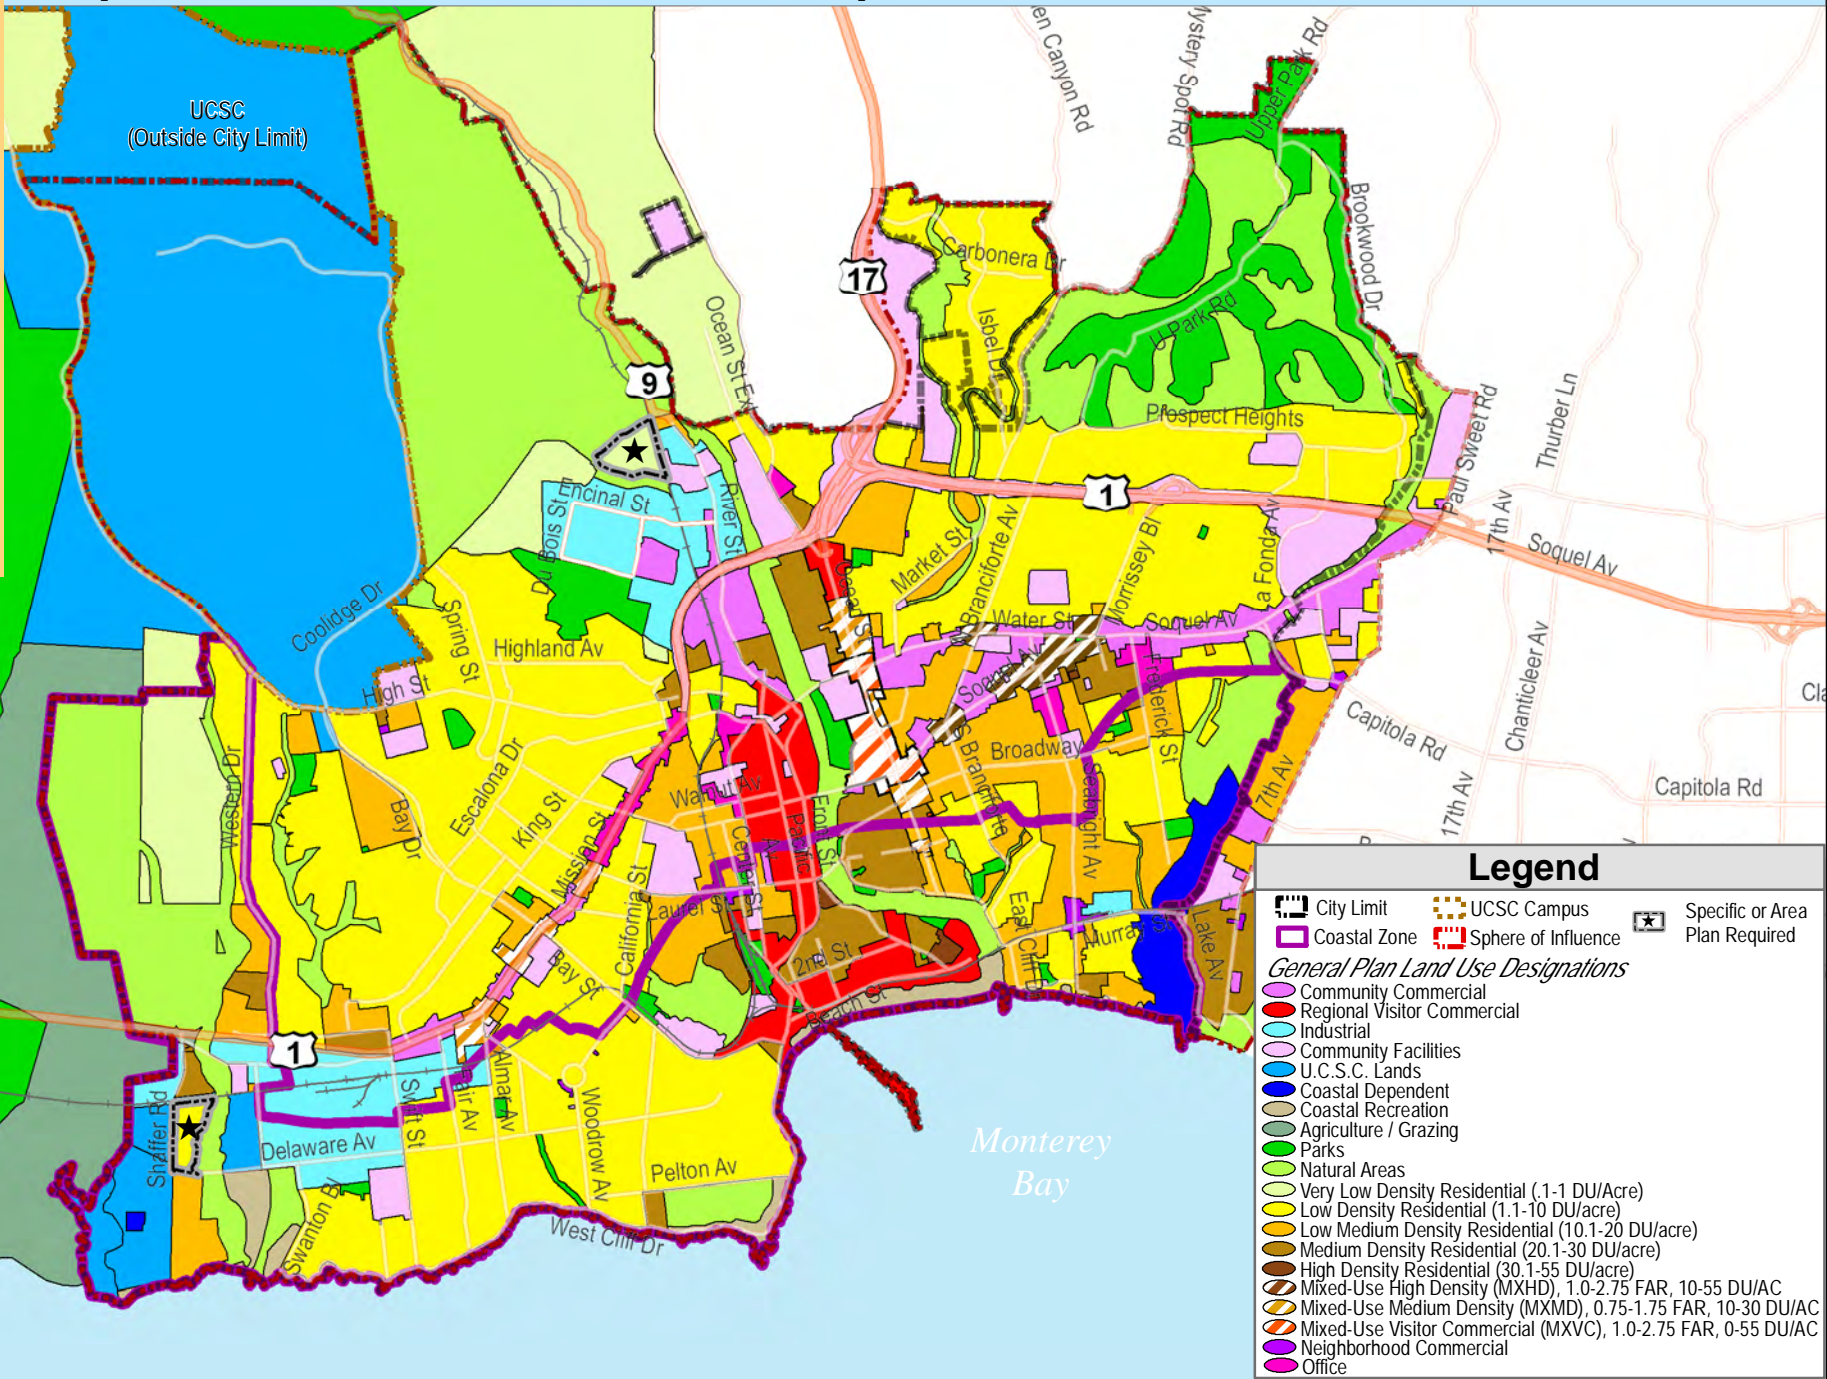 UCSC
(Outside City Limit)
Mystery Spot Rd
Upper Park Rd
Brookwood Dr
Carbonera Dr
Isbel Dr
U Park Rd
17
Ocean St Ex
9
Prospect Heights
Paul Sweet Rd
Thurber Ln
17th Av
Soquel Av
1
Encinal St
Du Bois St
River St
Market St
N Branciforte Av
Morrissey Bl
La Fonda Av
Coolidge Dr
Spring St
Highland Av
High St
Water St
Soquel Av
Soquel Av
Frederick St
Chanticleer Av
Capitola Rd
Capitola Rd
17th Av
7th Av
Broadway
S Branciforte
Seabright Av
Western Dr
Bay Dr
Escalona Dr
King St
Mission St
Walnut Av
Center St
Pacific
Av
Front St
Laurel St
California St
Bay St
2nd St
Beach St
East Cliff Dr
Murray St
Lake Av
1
Shaffer Rd
Delaware Av
Swift St
Fair Av
Almar Av
Woodrow Av
Pelton Av
Swanton Bl
West Cliff Dr
Monterey
Bay
Legend
City Limit
UCSC Campus
Specific or Area
Plan Required
Coastal Zone
Sphere of Influence
General Plan Land Use Designations
Community Commercial
Regional Visitor Commercial
Industrial
Community Facilities
U.C.S.C. Lands
Coastal Dependent
Coastal Recreation
Agriculture / Grazing
Parks
Natural Areas
Very Low Density Residential (.1-1 DU/Acre)
Low Density Residential (1.1-10 DU/acre)
Low Medium Density Residential (10.1-20 DU/acre)
Medium Density Residential (20.1-30 DU/acre)
High Density Residential (30.1-55 DU/acre)
Mixed-Use High Density (MXHD), 1.0-2.75 FAR, 10-55 DU/AC
Mixed-Use Medium Density (MXMD), 0.75-1.75 FAR, 10-30 DU/AC
Mixed-Use Visitor Commercial (MXVC), 1.0-2.75 FAR, 0-55 DU/AC
Neighborhood Commercial
Office